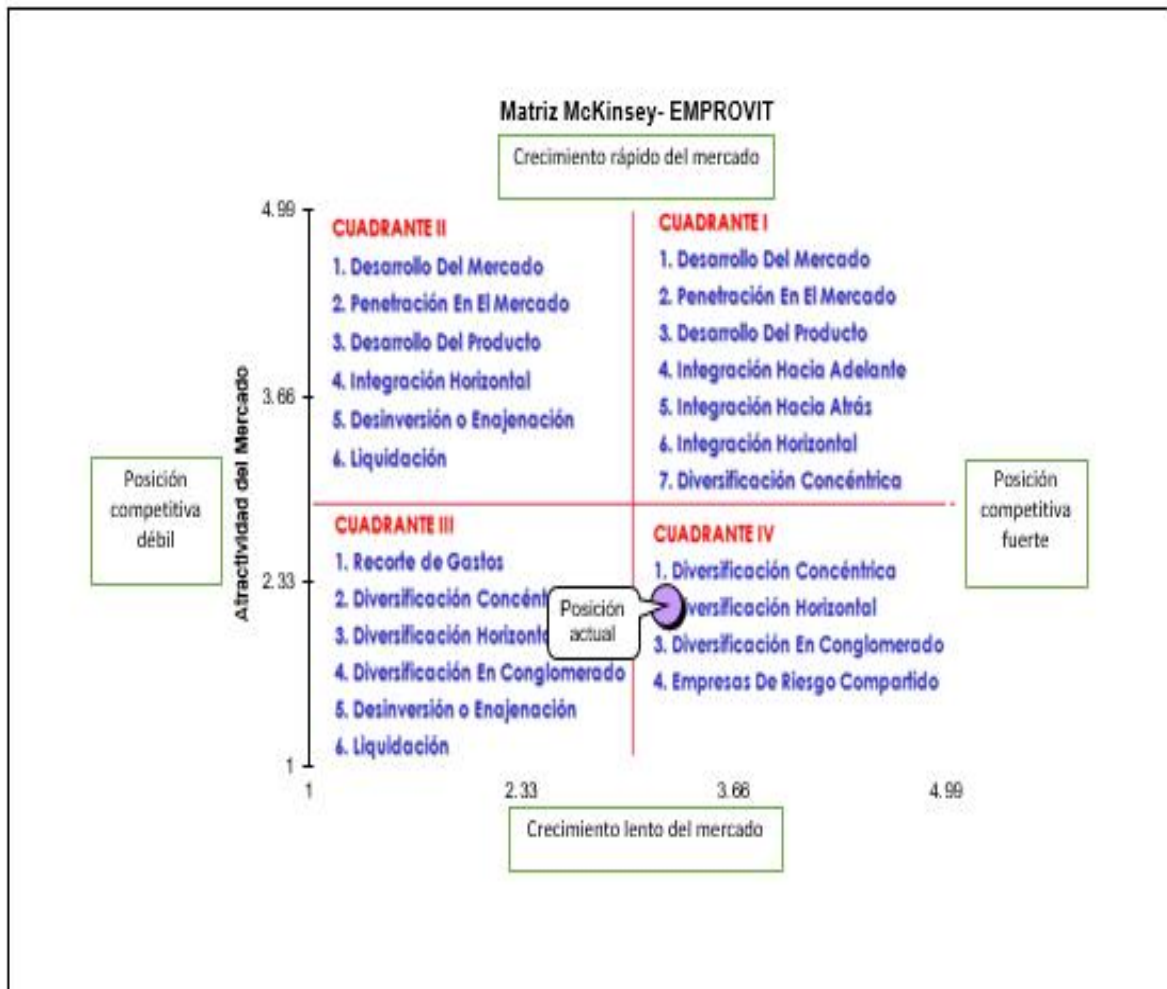 Matriz McKinsey- EMPROVIT
Crecimiento rápido del mercado
4.99
3.66
2.33
1
Atractividad del Mercado
Posición
competitiva
débil
CUADRANTE II
1. Desarrollo Del Mercado
2. Penetración En El Mercado
3. Desarrollo Del Producto
4. Integración Horizontal
5. Desinversión o Enajenación
6. Liquidación
CUADRANTE I
1. Desarrollo Del Mercado
2. Penetración En El Mercado
3. Desarrollo Del Producto
4. Integración Hacia Adelante
5. Integración Hacia Atrás
6. Integración Horizontal
7. Diversificación Concéntrica
Posición
competitiva
fuerte
CUADRANTE III
1. Recorte de Gastos
2. Diversificación Concént
3. Diversificación Horizont
4. Diversificación En Conglomerado
5. Desinversión o Enajenación
6. Liquidación
Posición
actual
CUADRANTE IV
1. Diversificación Concéntrica
versificación Horizontal
3. Diversificación En Conglomerado
4. Empresas De Riesgo Compartido
1 2.33 3.66 4.99
Crecimiento lento del mercado